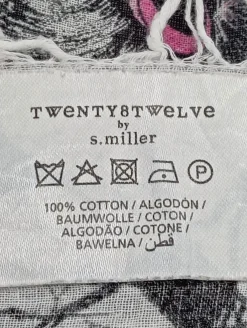 TWENTY8TWELVE
by
s.miller
P
100% COTTON / ALGODÓN /
BAUMWOLLE / COTON /
ALGODÃO / COTONE /
BAWEŁNA / قطن